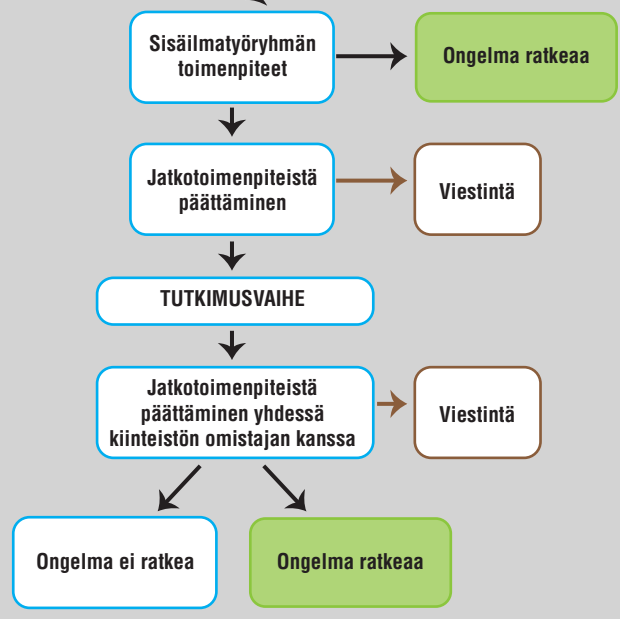 Sisäilmatyöryhmän
toimenpiteet
Ongelma ratkeaa
Jatkotoimenpiteistä
päättäminen
Viestintä
TUTKIMUSVAIHE
Jatkotoimenpiteistä
päättäminen yhdessä
kiinteistön omistajan kanssa
Viestintä
Ongelma ei ratkea
Ongelma ratkeaa